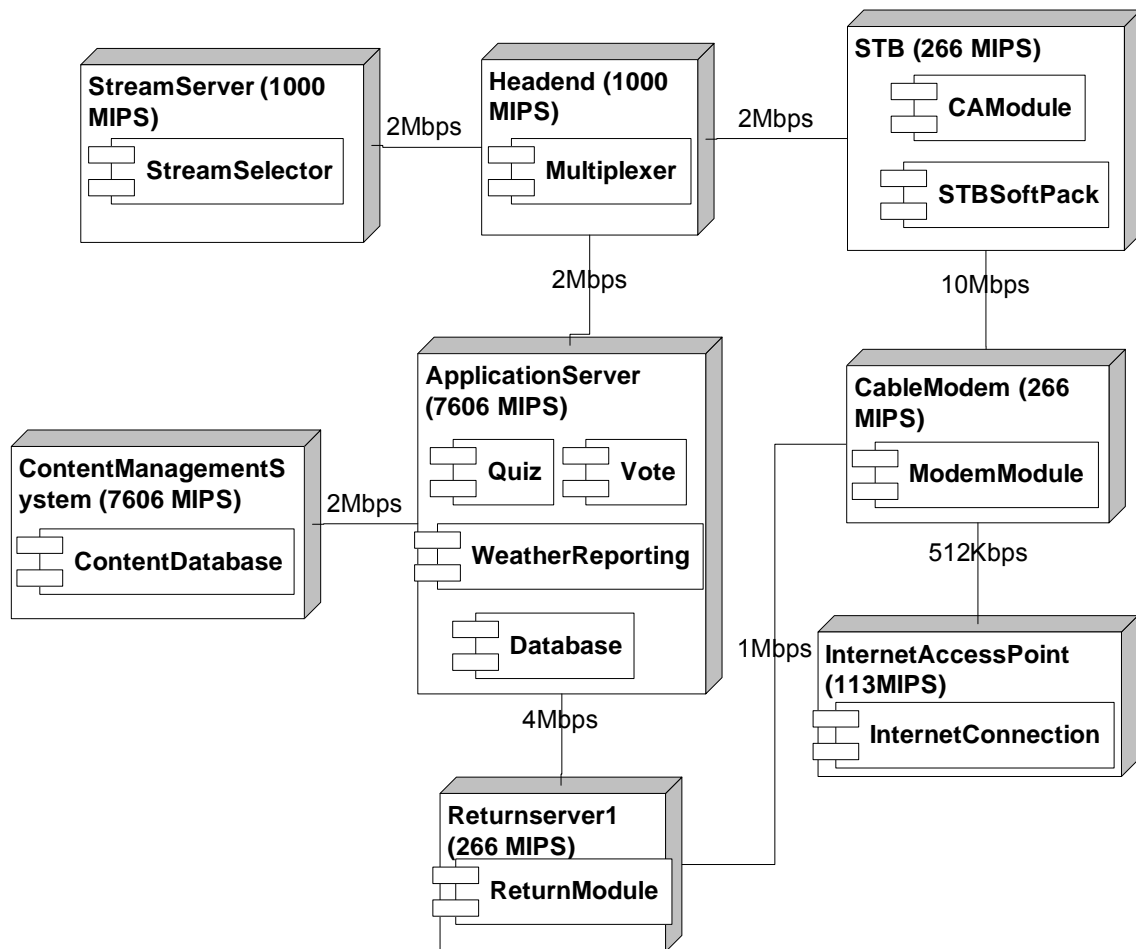 StreamServer (1000
MIPS)
StreamSelector
2Mbps
Headend (1000
MIPS)
Multiplexer
2Mbps
STB (266 MIPS)
CAModule
STBSoftPack
2Mbps
10Mbps
ApplicationServer
(7606 MIPS)
Quiz
Vote
WeatherReporting
Database
ContentManagementS
ystem (7606 MIPS)
ContentDatabase
2Mbps
CableModem (266
MIPS)
ModemModule
512Kbps
1Mbps
InternetAccessPoint
(113MIPS)
InternetConnection
4Mbps
Returnserver1
(266 MIPS)
ReturnModule